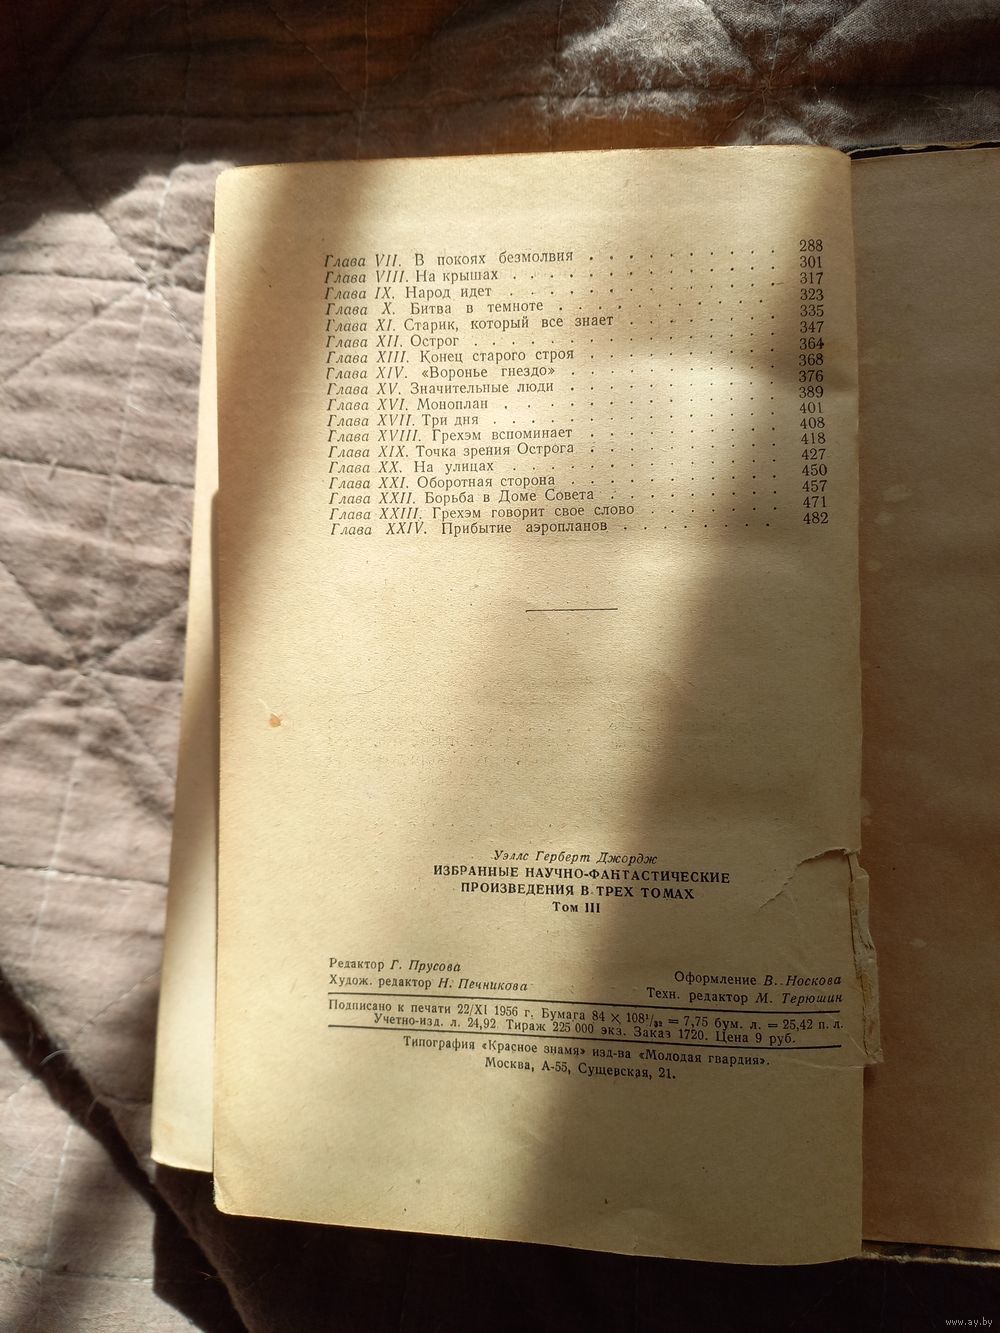 Глава VII. В покоях безмолвия . . . . . . . . . . 288
Глава VIII. На крышах . . . . . . . . . . . . . 301
Глава IX. Народ идет . . . . . . . . . . . . . 317
Глава X. Битва в темноте . . . . . . . . . . . 323
Глава XI. Старик, который все знает . . . . . . . 335
Глава XII. Острог . . . . . . . . . . . . . . 347
Глава XIII. Конец старого строя . . . . . . . . . 364
Глава XIV. «Воронье гнездо» . . . . . . . . . . 368
Глава XV. Значительные люди . . . . . . . . . . 376
Глава XVI. Моноплан . . . . . . . . . . . . . 389
Глава XVII. Три дня . . . . . . . . . . . . . 401
Глава XVIII. Грехэм вспоминает . . . . . . . . . 408
Глава XIX. Точка зрения Острога . . . . . . . . . 418
Глава XX. На улицах . . . . . . . . . . . . . 427
Глава XXI. Оборотная сторона . . . . . . . . . . 450
Глава XXII. Борьба в Доме Совета . . . . . . . . 457
Глава XXIII. Грехэм говорит свое слово . . . . . . 471
Глава XXIV. Прибытие аэропланов . . . . . . . . 482
Уэллс Герберт Джордж
ИЗБРАННЫЕ НАУЧНО-ФАНТАСТИЧЕСКИЕ
ПРОИЗВЕДЕНИЯ В ТРЕХ ТОМАХ
Том III
Редактор Г. Прусова
Худож. редактор Н. Печникова
Оформление В. Носкова
Техн. редактор М. Терюшин
Подписано к печати 22/XI 1956 г. Бумага 84 × 108¹/₃₂ = 7,75 бум. л. = 25,42 п. л.
Учетно-изд. л. 24,92. Тираж 225 000 экз. Заказ 1720. Цена 9 руб.
Типография «Красное знамя» изд-ва «Молодая гвардия».
Москва, А-55, Сущевская, 21.
www.ay.by